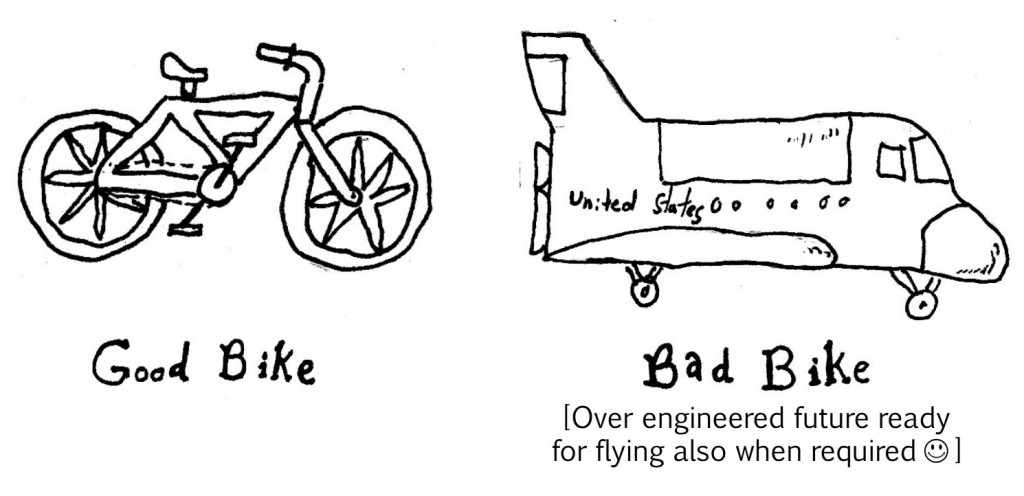 United States
Good Bike
Bad Bike
[Over engineered future ready
for flying also when required ☺]